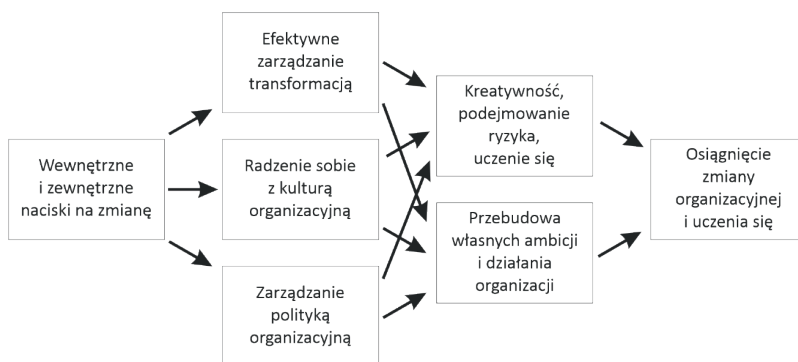 Wewnętrzne
i zewnętrzne
naciski na zmianę
Efektywne
zarządzanie
transformacją
Radzenie sobie
z kulturą
organizacyjną
Zarządzanie
polityką
organizacyjną
Kreatywność,
podejmowanie
ryzyka,
uczenie się
Przebudowa
własnych ambicji
i działania
organizacji
Osiągnięcie
zmiany
organizacyjnej
i uczenia się